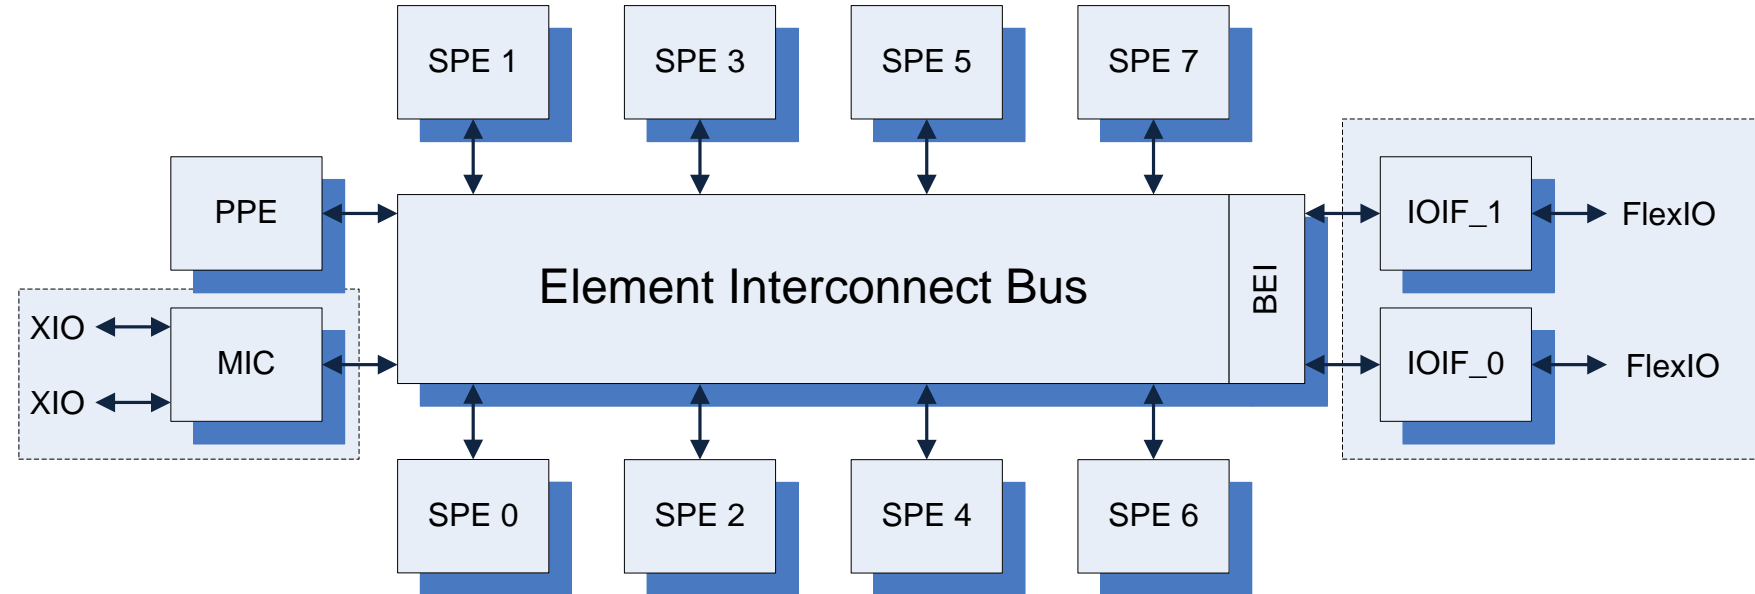 SPE 1
SPE 3
SPE 5
SPE 7
PPE
IOIF_1
FlexIO
Element Interconnect Bus
BEI
XIO
MIC
XIO
IOIF_0
FlexIO
SPE 0
SPE 2
SPE 4
SPE 6